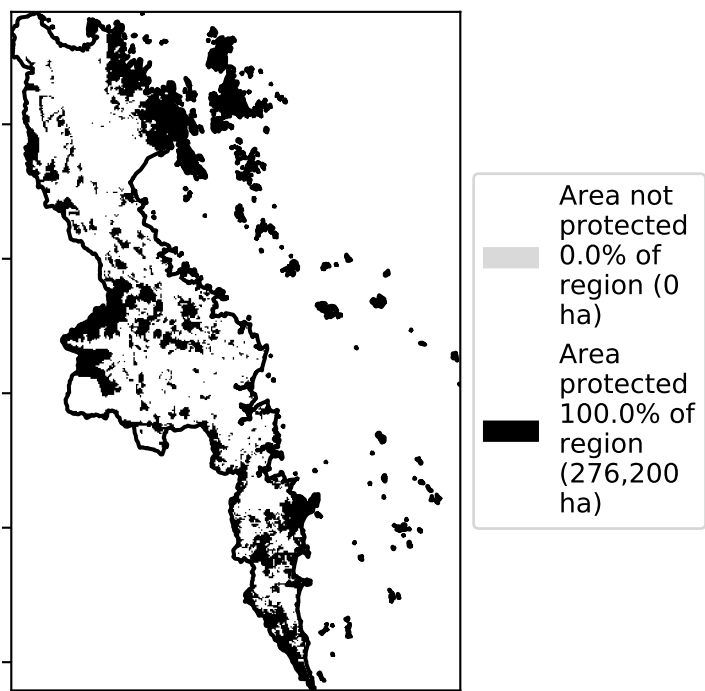 Area not
protected
0.0% of
region (0
ha)
Area
protected
100.0% of
region
(276,200
ha)